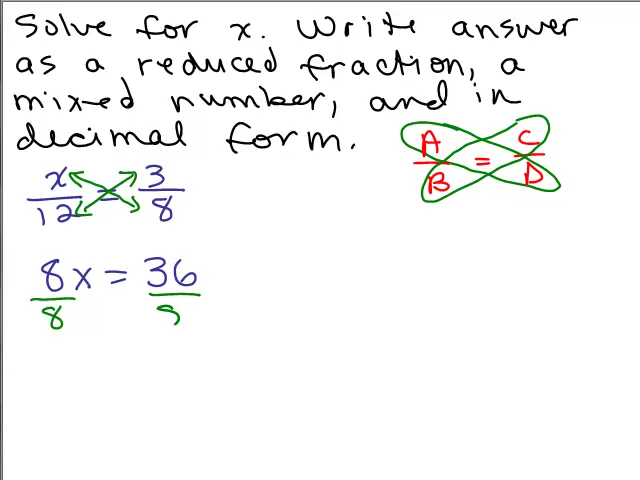 Solve for x. Write answer
as a reduced fraction, a
mixed number, and in
decimal form.
A/B = C/D
x/12 = 3/8
8x = 36
8